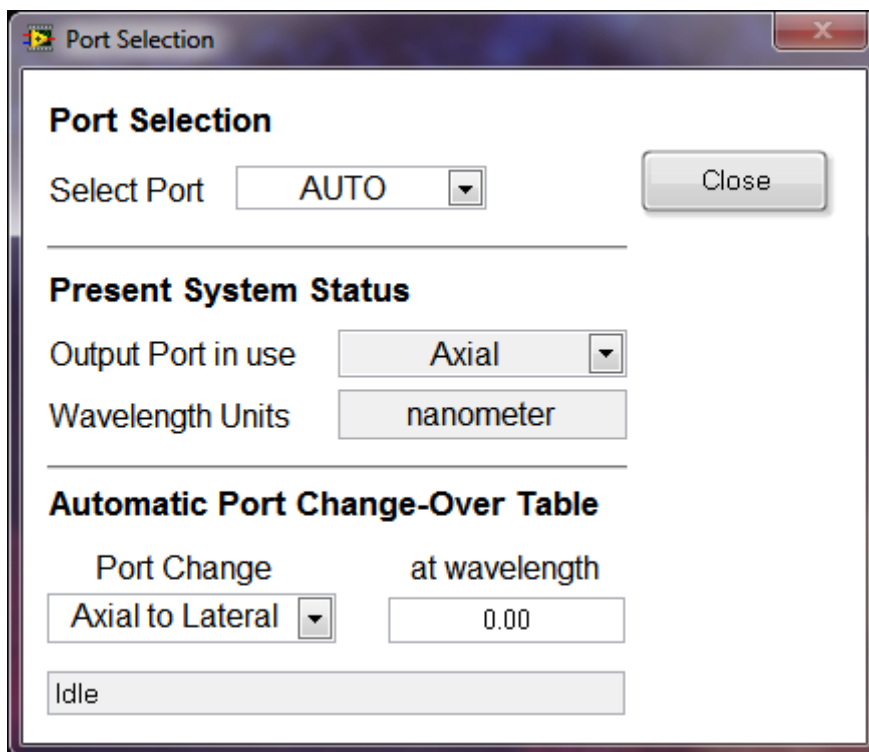 Port Selection
Port Selection
Select Port AUTO
Close
Present System Status
Output Port in use Axial
Wavelength Units nanometer
Automatic Port Change-Over Table
Port Change at wavelength
Axial to Lateral 0.00
Idle